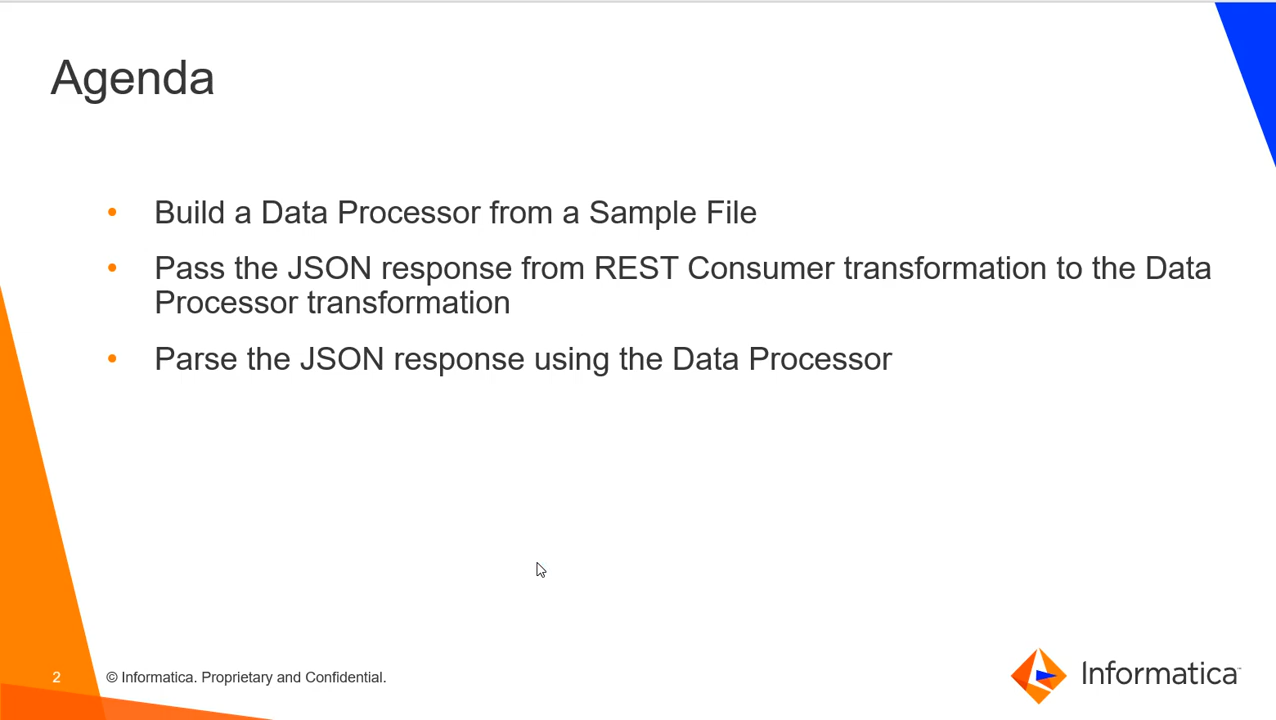 Agenda
• Build a Data Processor from a Sample File
• Pass the JSON response from REST Consumer transformation to the Data
Processor transformation
• Parse the JSON response using the Data Processor
2 © Informatica. Proprietary and Confidential.
Informatica™